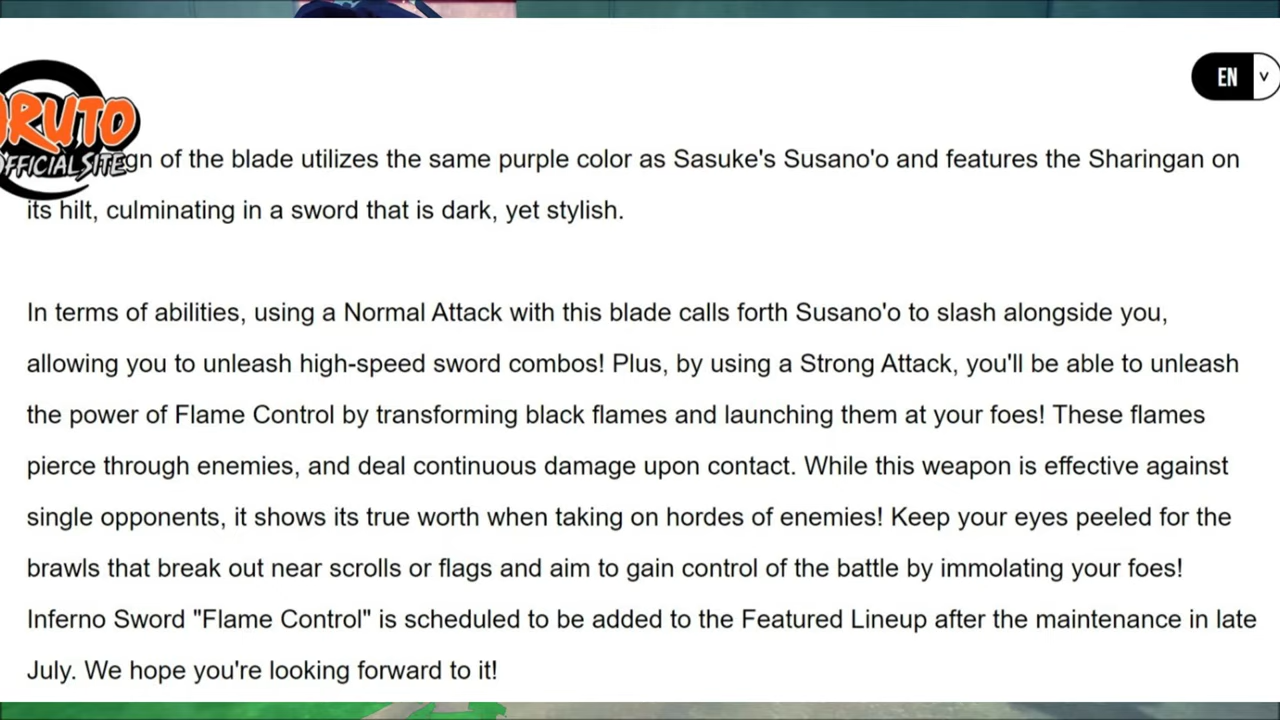 EN
RUTO
OFFICIAL SITE
gn of the blade utilizes the same purple color as Sasuke's Susano'o and features the Sharingan on
its hilt, culminating in a sword that is dark, yet stylish.
In terms of abilities, using a Normal Attack with this blade calls forth Susano'o to slash alongside you,
allowing you to unleash high-speed sword combos! Plus, by using a Strong Attack, you'll be able to unleash
the power of Flame Control by transforming black flames and launching them at your foes! These flames
pierce through enemies, and deal continuous damage upon contact. While this weapon is effective against
single opponents, it shows its true worth when taking on hordes of enemies! Keep your eyes peeled for the
brawls that break out near scrolls or flags and aim to gain control of the battle by immolating your foes!
Inferno Sword "Flame Control" is scheduled to be added to the Featured Lineup after the maintenance in late
July. We hope you're looking forward to it!